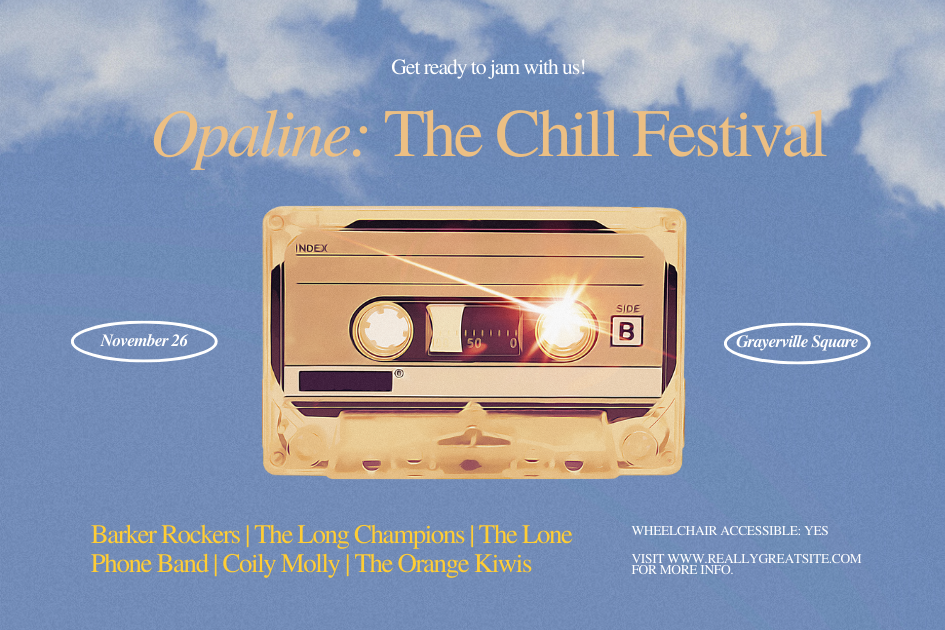 Get ready to jam with us!
Opaline: The Chill Festival
INDEX
SIDE
B
50 0
®
November 26
Grayerville Square
Barker Rockers | The Long Champions | The Lone
Phone Band | Coily Molly | The Orange Kiwis
WHEELCHAIR ACCESSIBLE: YES
VISIT WWW.REALLYGREATSITE.COM
FOR MORE INFO.